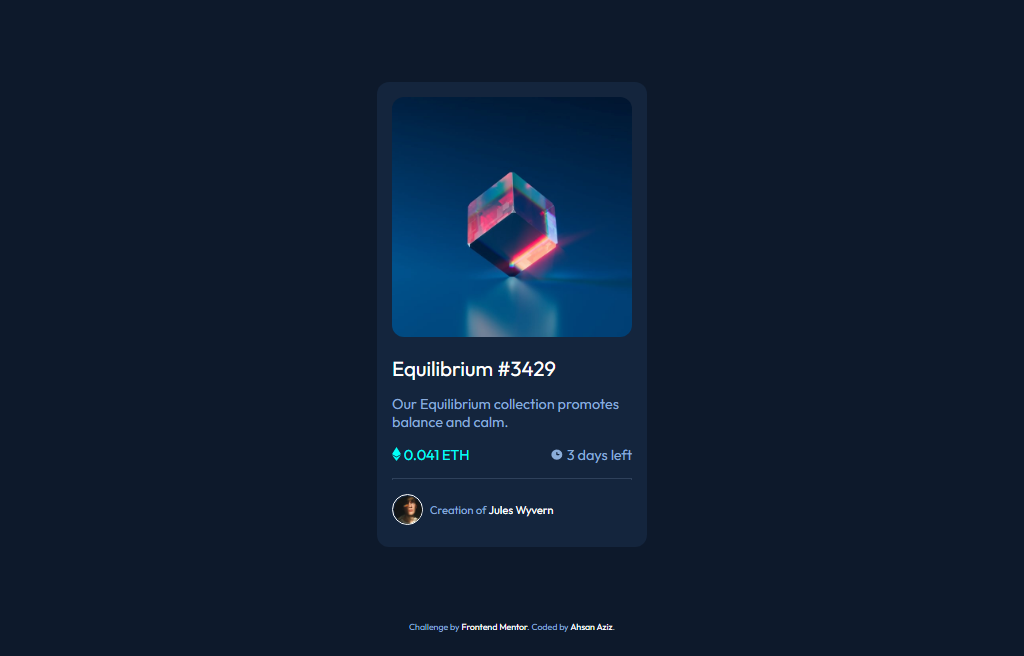 Equilibrium #3429
Our Equilibrium collection promotes
balance and calm.
0.041 ETH
3 days left
Creation of Jules Wyvern
Challenge by Frontend Mentor. Coded by Ahsan Aziz.